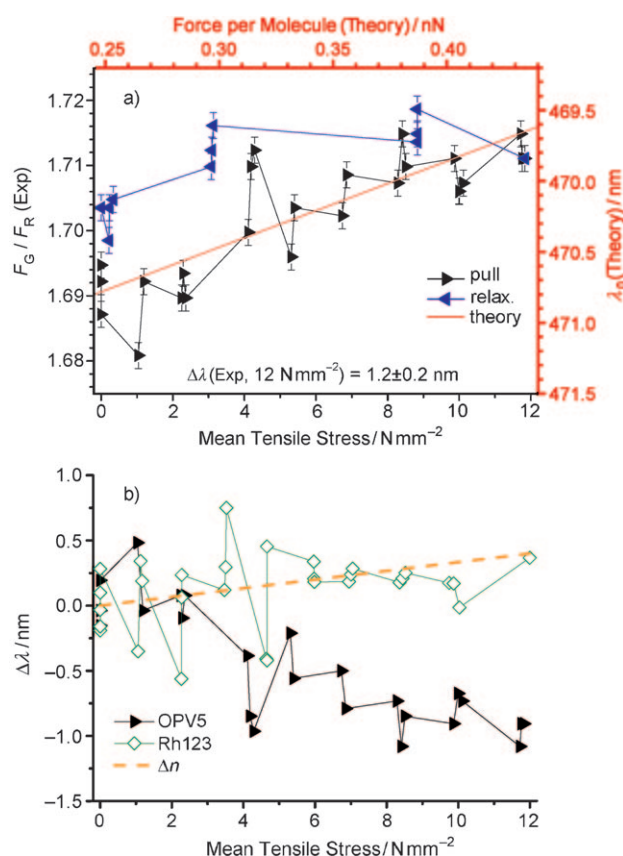 Force per Molecule (Theory) / nN
0.25 0.30 0.35 0.40
a)
1.72
1.71
1.70
1.69
1.68
F_G / F_R (Exp)
469.5
470.0
470.5
471.0
471.5
λ_0(Theory) / nm
pull
relax.
theory
Δλ(Exp, 12 N mm⁻²) = 1.2±0.2 nm
0 2 4 6 8 10 12
Mean Tensile Stress/ N mm⁻²
b)
1.0
0.5
0.0
−0.5
−1.0
−1.5
Δλ/ nm
OPV5
Rh123
Δn
0 2 4 6 8 10 12
Mean Tensile Stress/ N mm⁻²